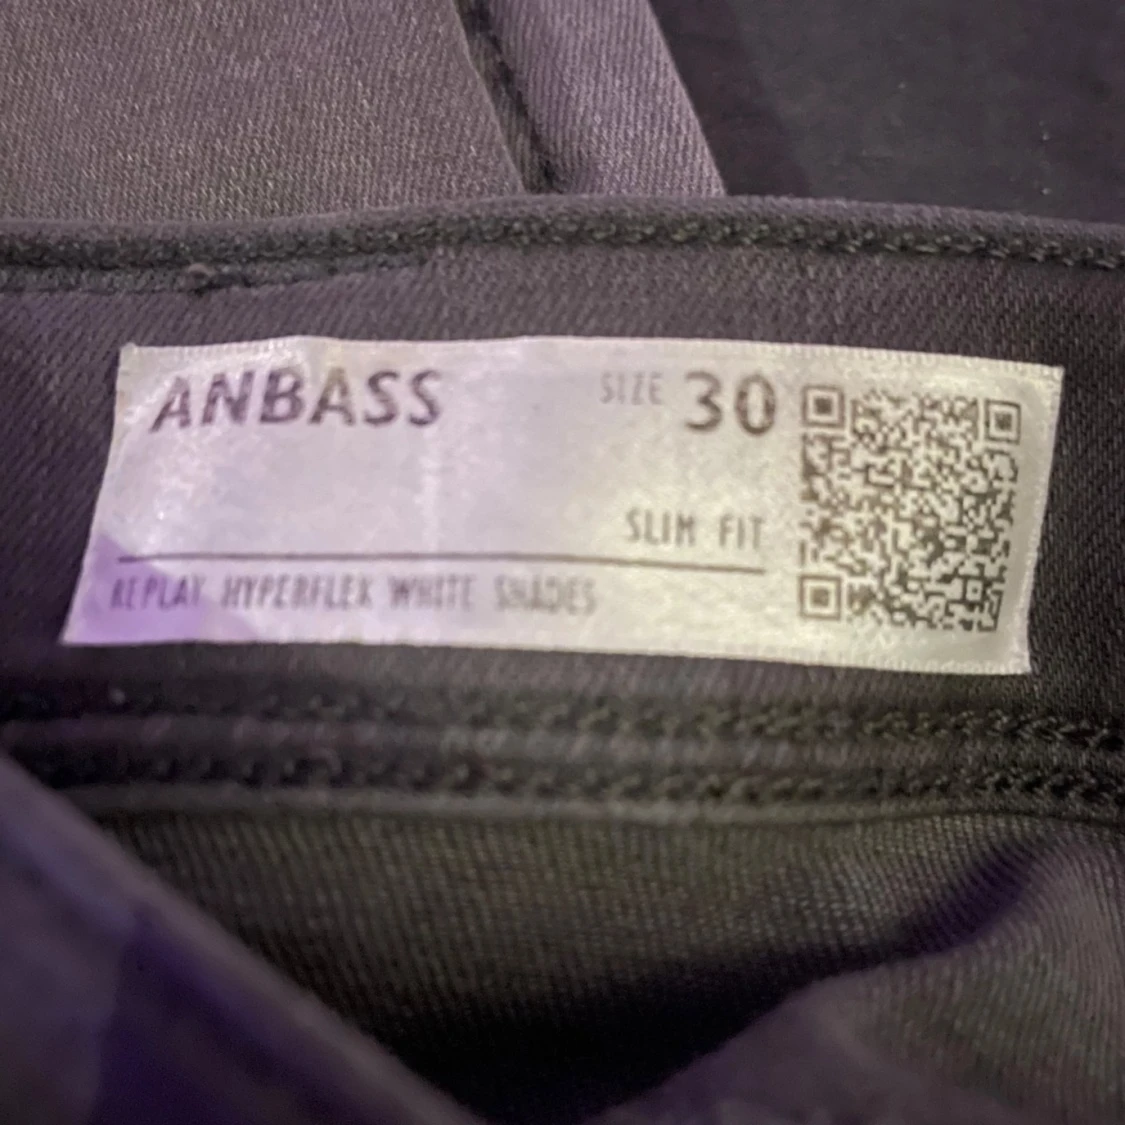 ANBASS
SIZE 30
SLIM FIT
REPLAY HYPERFLEX WHITE SHADES